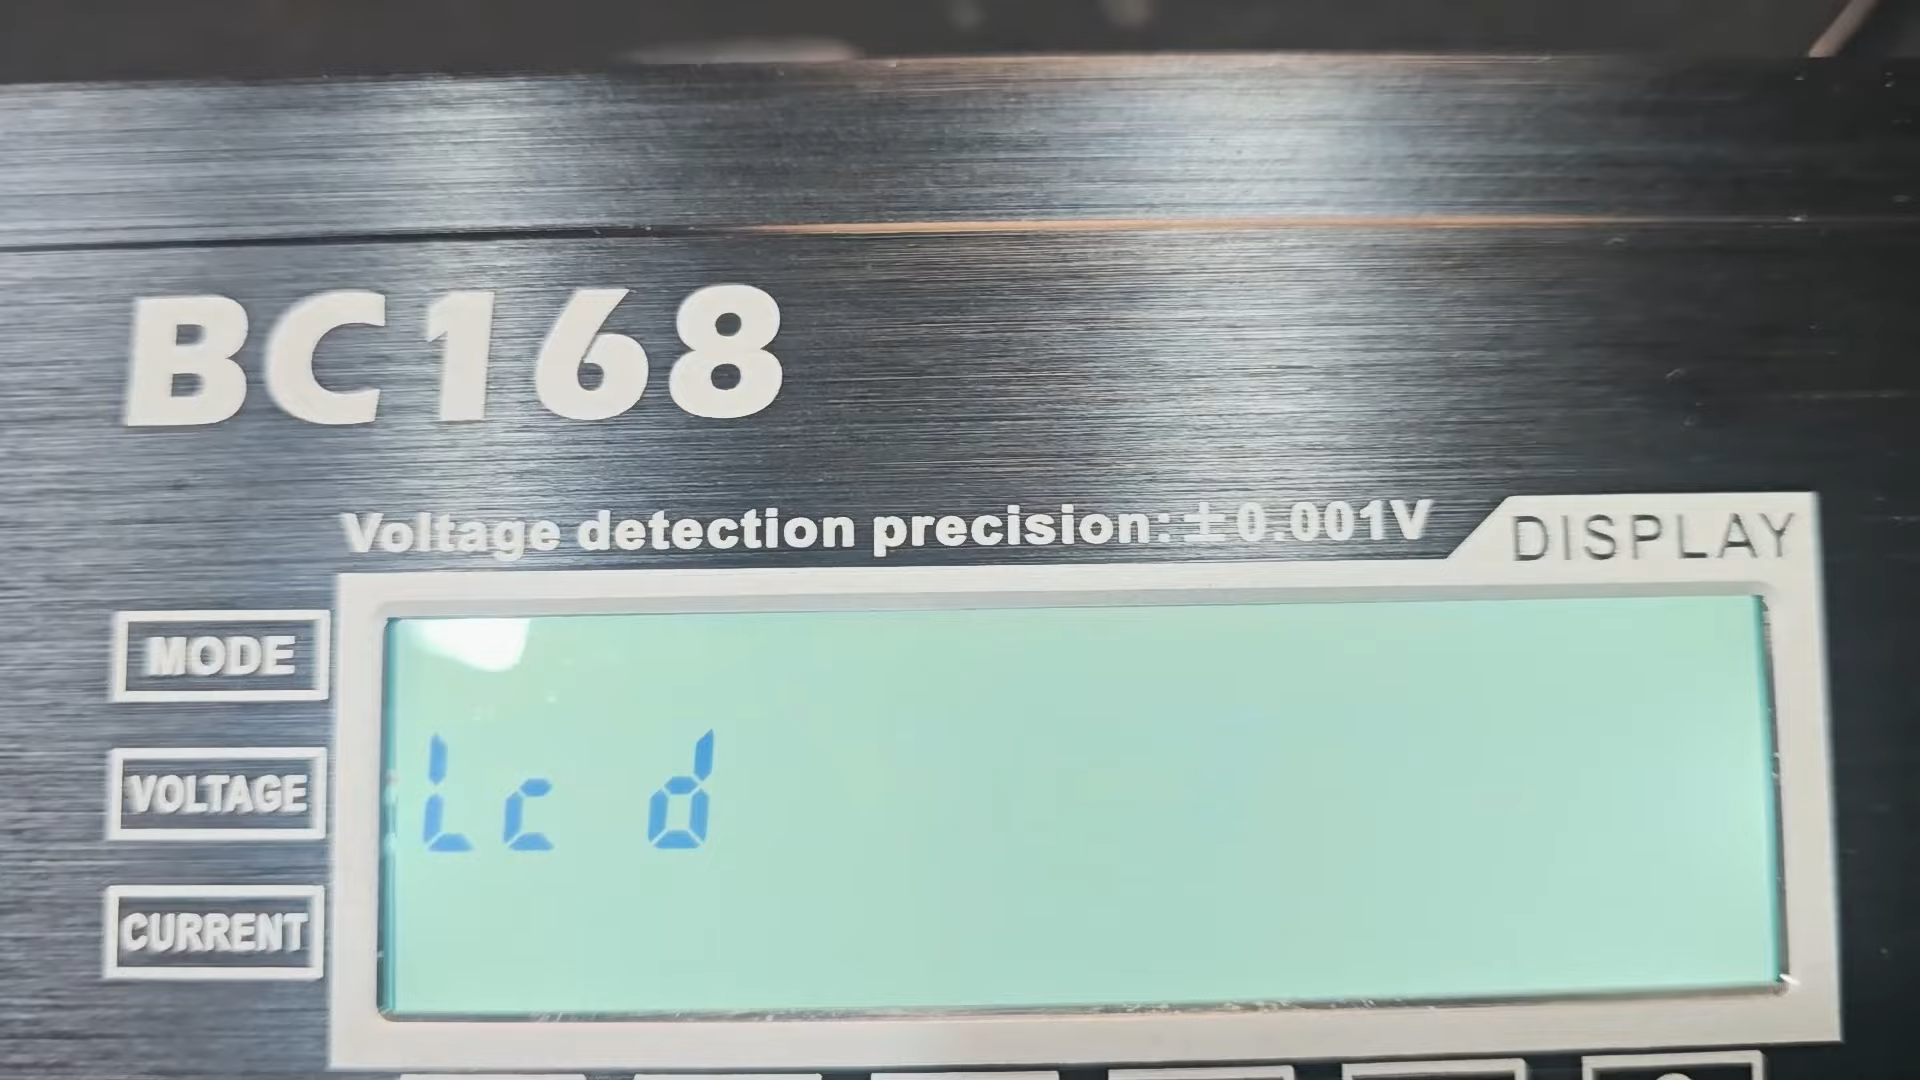 BC168
Voltage detection precision: ±0.001V
DISPLAY
MODE
VOLTAGE
Lc d
CURRENT